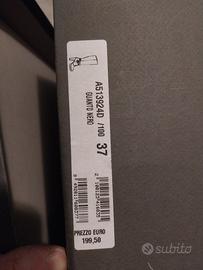 A513924D /100
37
GUANTO NERO
PREZZO EURO
199,50
subito